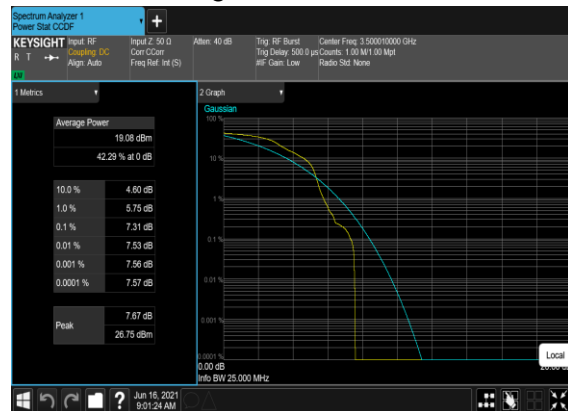 Spectrum Analyzer 1
Power Stat CCDF
KEYSIGHT
R T
LXI
Input: RF
Coupling: DC
Align: Auto
Input Z: 50 Ω
Corr CCorr
Freq Ref: Int (S)
Atten: 40 dB
Trig: RF Burst
Trig Delay: 500.0 µs
#IF Gain: Low
Center Freq: 3.500010000 GHz
Counts: 1.00 M/1.00 Mpt
Radio Std: None
1 Metrics
Average Power
19.08 dBm
42.29 % at 0 dB
10.0 % 4.60 dB
1.0 % 5.75 dB
0.1 % 7.31 dB
0.01 % 7.53 dB
0.001 % 7.56 dB
0.0001 % 7.57 dB
Peak
7.67 dB
26.75 dBm
2 Graph
Gaussian
100 %
10 %
1 %
0.1 %
0.01 %
0.001 %
0.0001 %
0.00 dB
Info BW 25.000 MHz
Local
?
Jun 16, 2021
9:01:24 AM